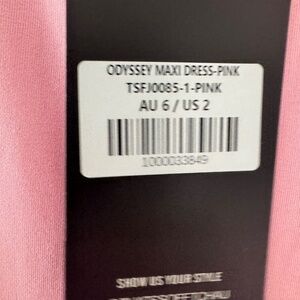 ODYSSEY MAXI DRESS-PINK
TSFJ0085-1-PINK
AU 6 / US 2
1000033849
SHOW US YOUR STYLE